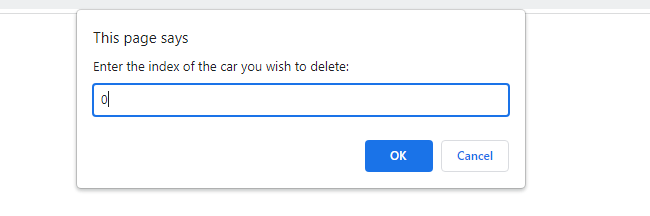 This page says
Enter the index of the car you wish to delete:
0
OK
Cancel